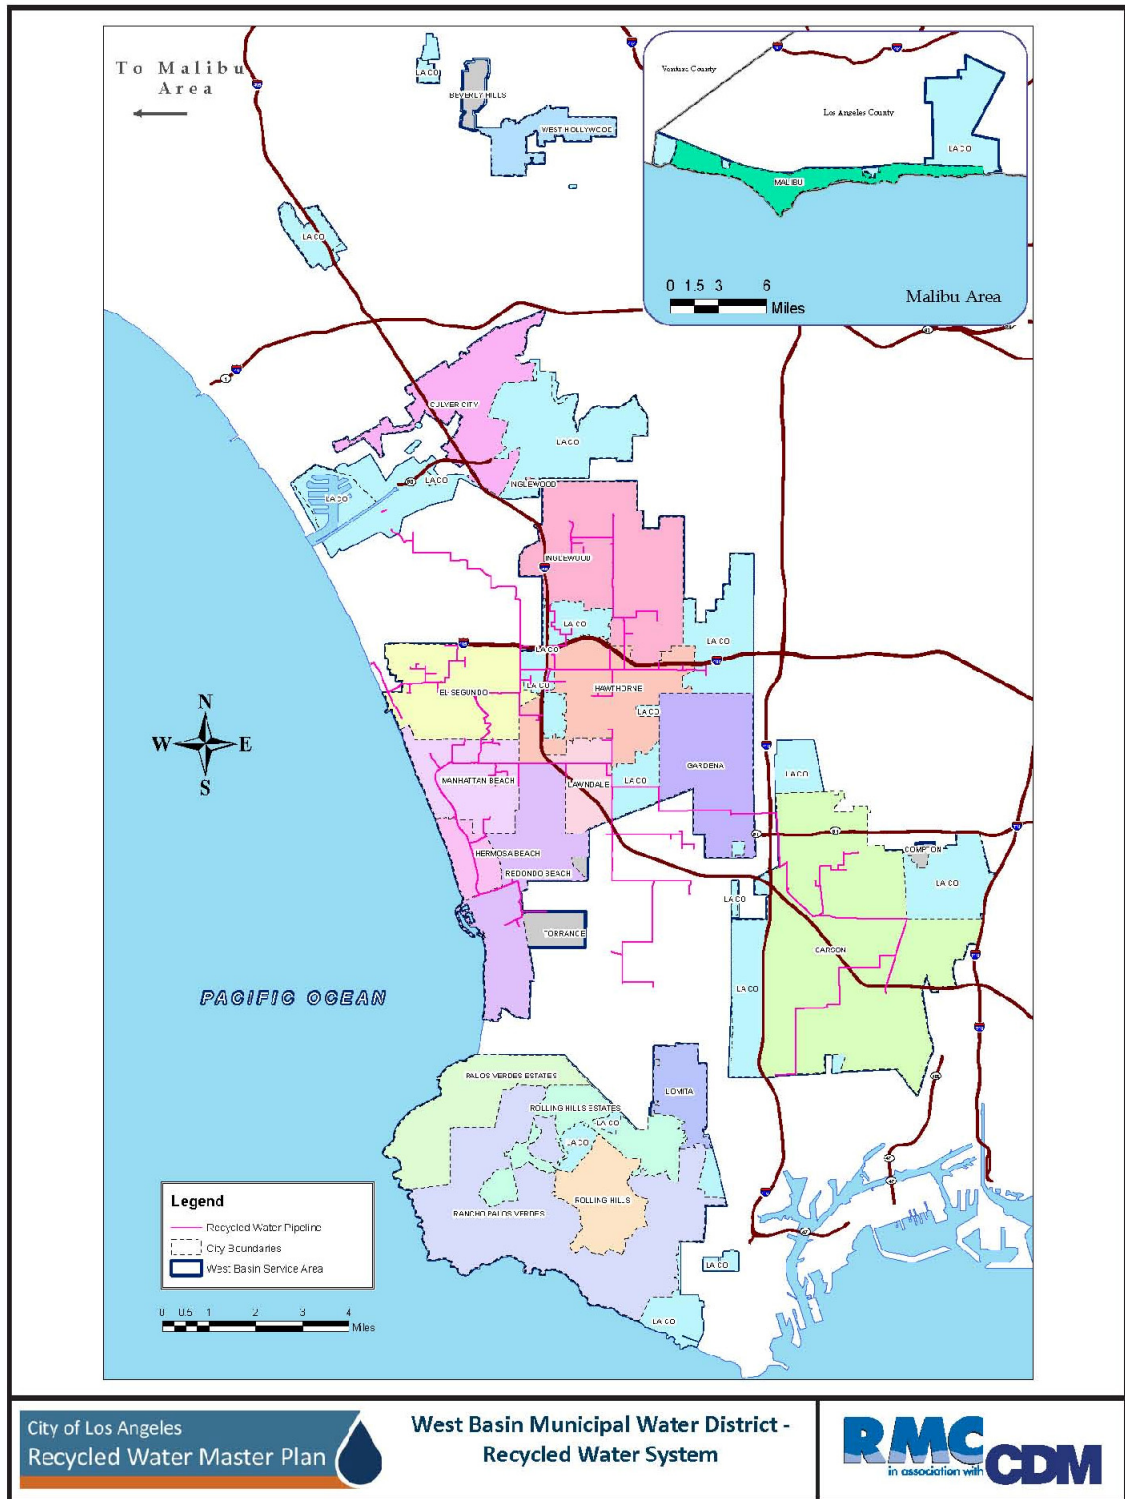 To Malibu
Area
LA CO
BEVERLY HILLS
WEST HOLLYWOOD
LA CO
Ventura County
Los Angeles County
LA CO
MALIBU
0 1.5 3 6
Miles
Malibu Area
CULVER CITY
LA CO
LA CO
LA CO
INGLEWOOD
INGLEWOOD
LA CO
LA CO
LA CO
LA CO
EL SEGUNDO
HAWTHORNE
LA CO
N
W E
S
GARDENA
LA CO
MANHATTAN BEACH
LAWNDALE
LA CO
91
91
HERMOSA BEACH
REDONDO BEACH
COMPTON
LA CO
LA CO
TORRANCE
CARSON
LA CO
PACIFIC OCEAN
PALOS VERDES ESTATES
LOMITA
ROLLING HILLS ESTATES
LA CO
LA CO
ROLLING HILLS
RANCHO PALOS VERDES
LA CO
LA CO
Legend
Recycled Water Pipeline
City Boundaries
West Basin Service Area
0 0.5 1 2 3 4
Miles
City of Los Angeles
Recycled Water Master Plan
West Basin Municipal Water District -
Recycled Water System
RMC
in association with
CDM